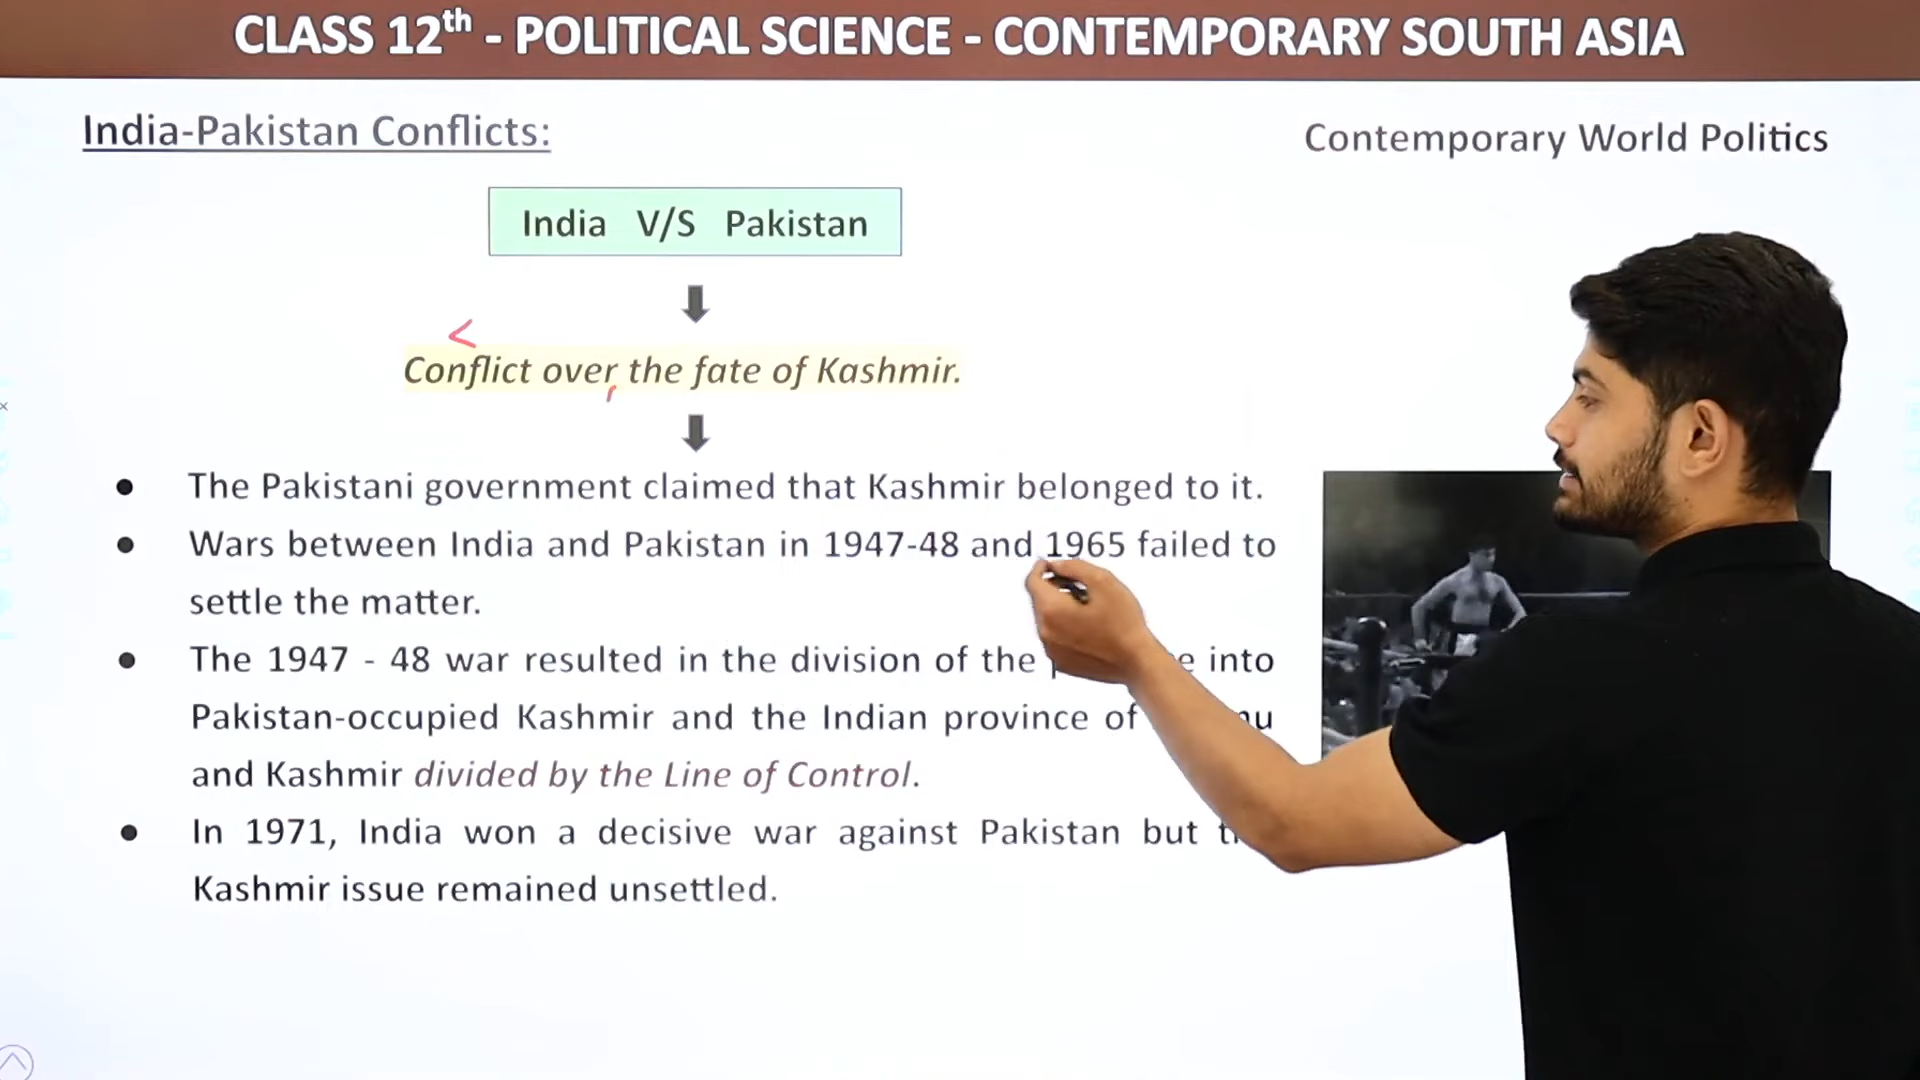 CLASS 12th - POLITICAL SCIENCE - CONTEMPORARY SOUTH ASIA
India-Pakistan Conflicts:
Contemporary World Politics
India V/S Pakistan
Conflict over the fate of Kashmir.
● The Pakistani government claimed that Kashmir belonged to it.
● Wars between India and Pakistan in 1947-48 and 1965 failed to
settle the matter.
● The 1947 - 48 war resulted in the division of the into
Pakistan-occupied Kashmir and the Indian province of
and Kashmir divided by the Line of Control.
● In 1971, India won a decisive war against Pakistan but
Kashmir issue remained unsettled.